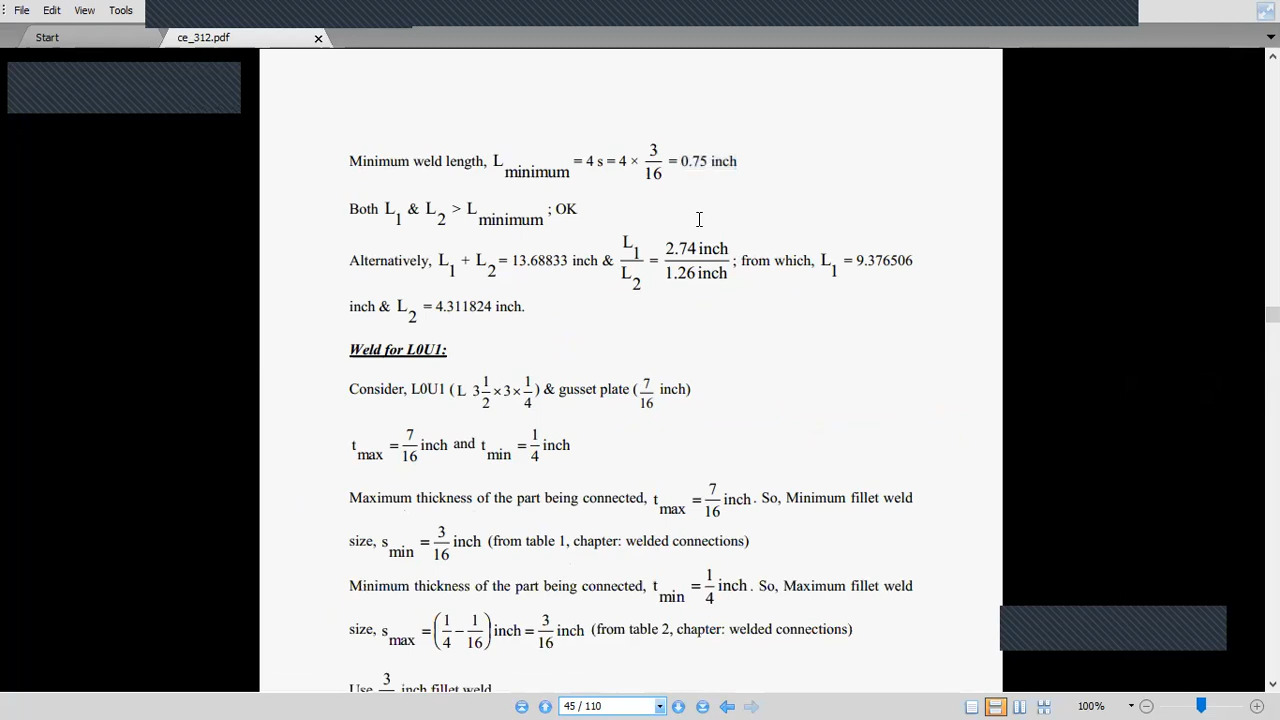 File Edit View Tools
Start ce_312.pdf
Minimum weld length, L minimum = 4 s = 4 × 3/16 = 0.75 inch
Both L1 & L2 > L minimum ; OK
Alternatively, L1 + L2 = 13.68833 inch & L1/L2 = 2.74 inch/1.26 inch ; from which, L1 = 9.376506
inch & L2 = 4.311824 inch.
Weld for L0U1:
Consider, L0U1 (L 3 1/2 × 3 × 1/4) & gusset plate (7/16 inch)
t max = 7/16 inch and t min = 1/4 inch
Maximum thickness of the part being connected, t max = 7/16 inch. So, Minimum fillet weld
size, s min = 3/16 inch (from table 1, chapter: welded connections)
Minimum thickness of the part being connected, t min = 1/4 inch. So, Maximum fillet weld
size, s max = (1/4 − 1/16) inch = 3/16 inch (from table 2, chapter: welded connections)
Use 3 inch fillet weld
45 / 110 100%